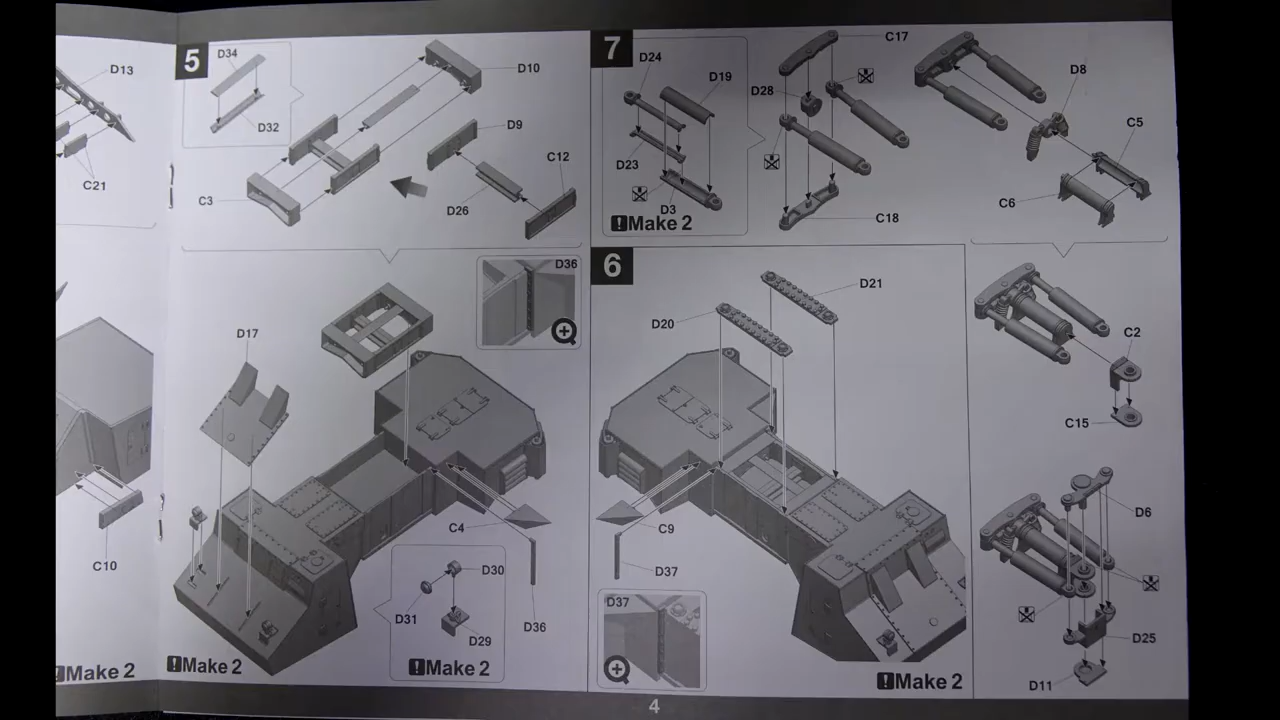 D13
C21
C10
!Make 2
5
D34
D32
D10
D9
C12
C3
D26
D36
D17
C4
D30
D31
D29
D36
!Make 2
!Make 2
7
D24
D19
D23
D3
!Make 2
C17
D28
C18
D8
C5
C6
6
D21
D20
C9
D37
D37
!Make 2
C2
C15
D6
D25
D11
4